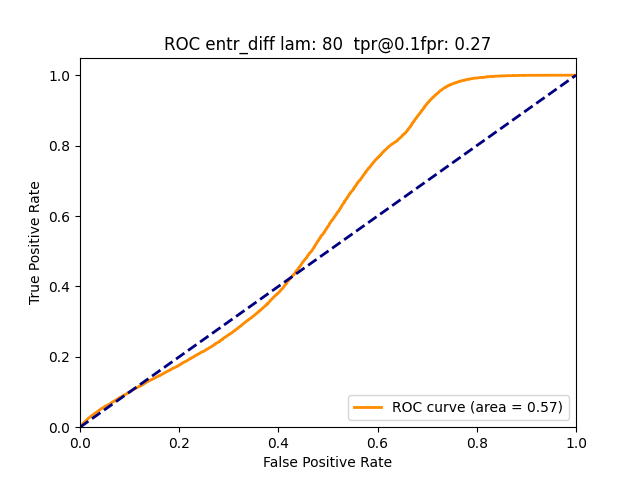 ROC entr_diff lam: 80  tpr@0.1fpr: 0.27
1.0
0.8
0.6
0.4
0.2
0.0
True Positive Rate
ROC curve (area = 0.57)
0.0 0.2 0.4 0.6 0.8 1.0
False Positive Rate